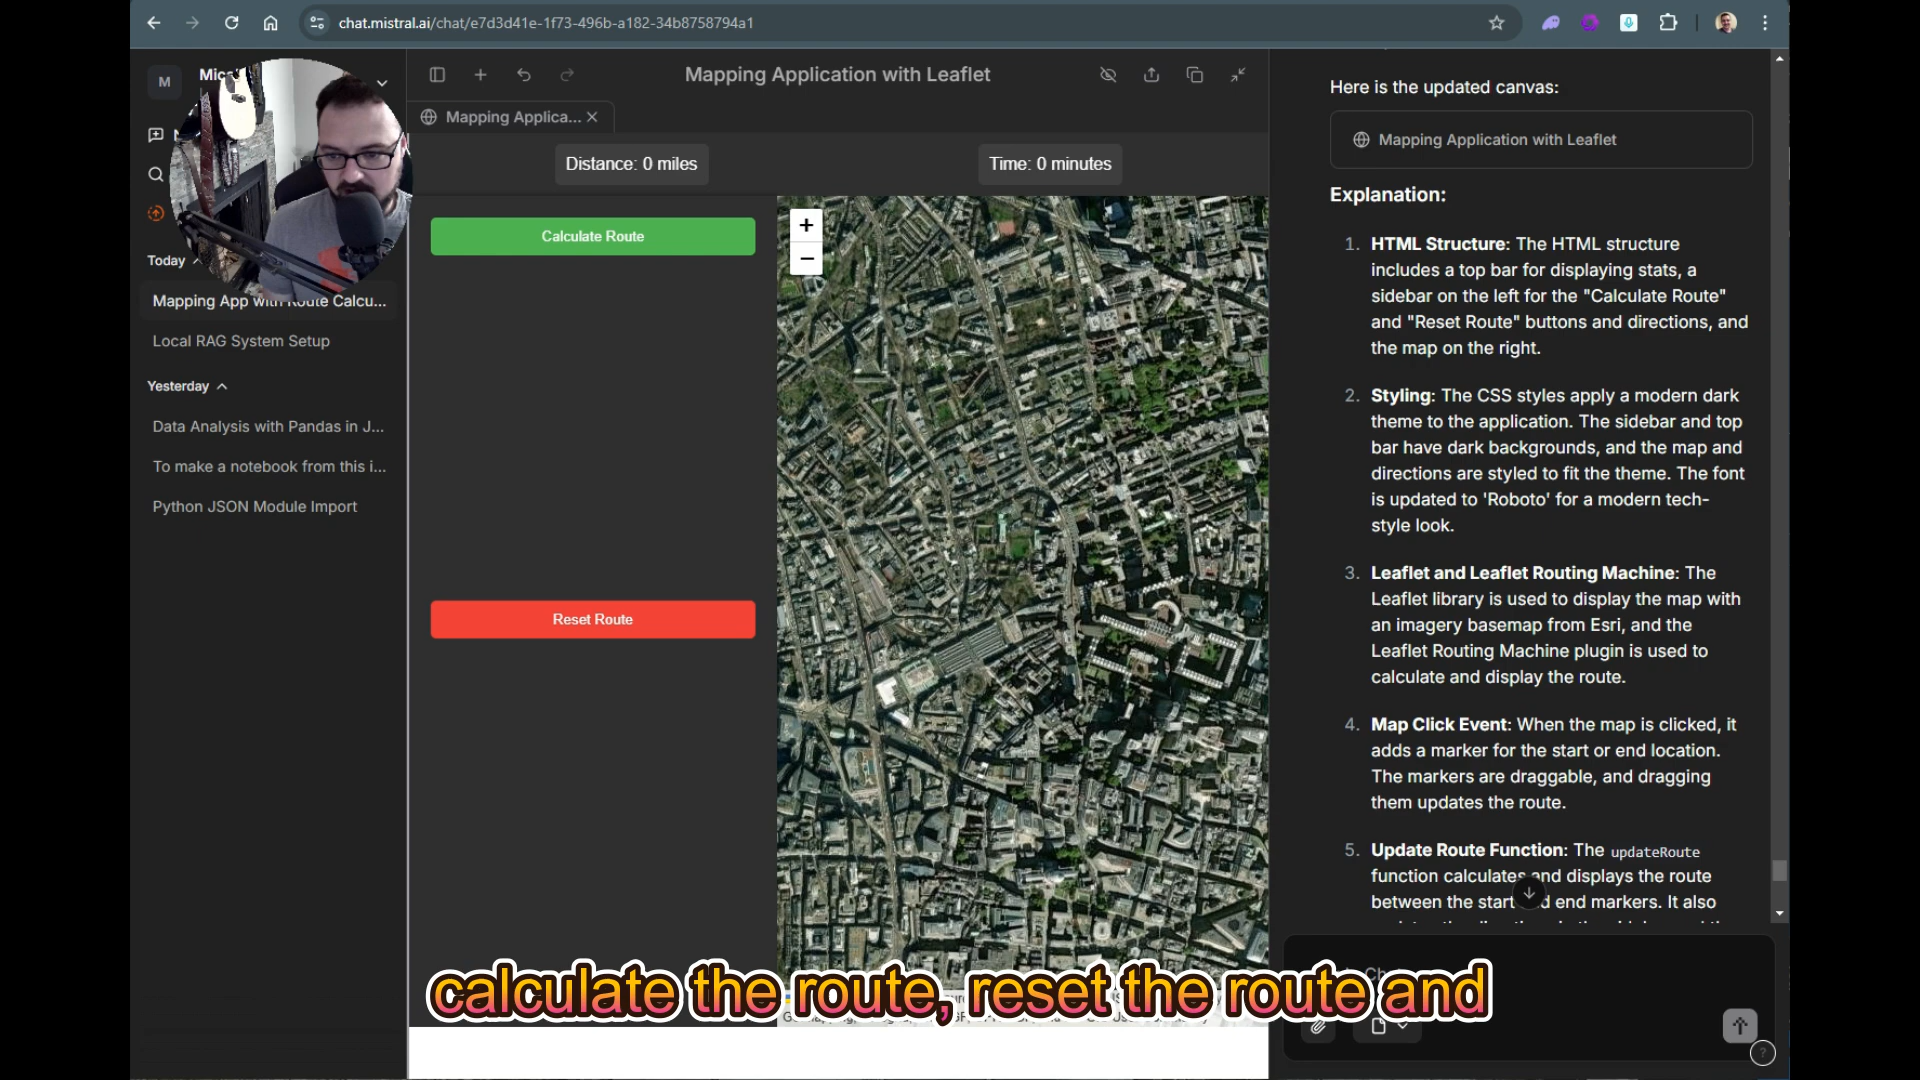 chat.mistral.ai/chat/e7d3d41e-1f73-496b-a182-34b8758794a1
M
Today
Mapping App with Route Calcu...
Local RAG System Setup
Yesterday
Data Analysis with Pandas in J...
To make a notebook from this i...
Python JSON Module Import
Mapping Application with Leaflet
Mapping Applica...
Distance: 0 miles
Time: 0 minutes
Calculate Route
+
−
Reset Route
Here is the updated canvas:
Mapping Application with Leaflet
Explanation:
1. HTML Structure: The HTML structure
includes a top bar for displaying stats, a
sidebar on the left for the "Calculate Route"
and "Reset Route" buttons and directions, and
the map on the right.
2. Styling: The CSS styles apply a modern dark
theme to the application. The sidebar and top
bar have dark backgrounds, and the map and
directions are styled to fit the theme. The font
is updated to 'Roboto' for a modern tech-
style look.
3. Leaflet and Leaflet Routing Machine: The
Leaflet library is used to display the map with
an imagery basemap from Esri, and the
Leaflet Routing Machine plugin is used to
calculate and display the route.
4. Map Click Event: When the map is clicked, it
adds a marker for the start or end location.
The markers are draggable, and dragging
them updates the route.
5. Update Route Function: The updateRoute
function calculates and displays the route
between the start end markers. It also
calculate the route, reset the route and
?